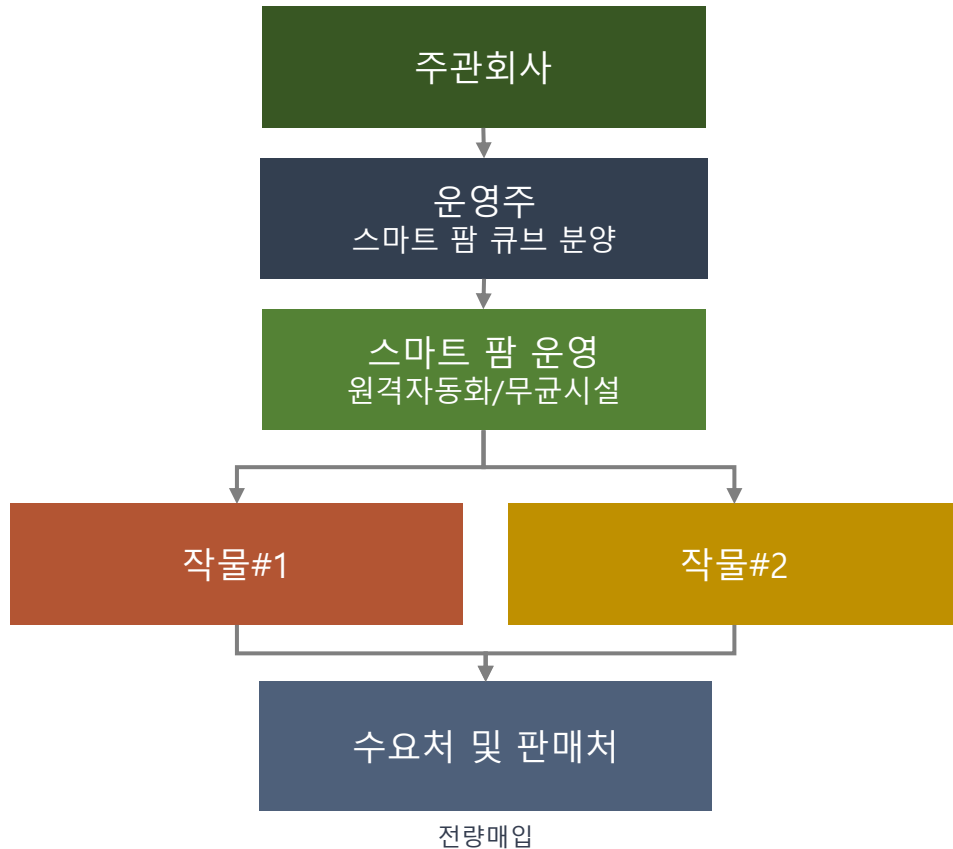 주관회사
운영주
스마트 팜 큐브 분양
스마트 팜 운영
원격자동화/무균시설
작물#1
작물#2
수요처 및 판매처
전량매입